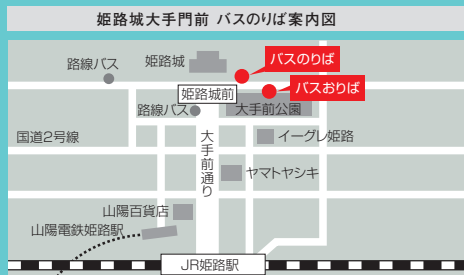 姫路城大手門前 バスのりば案内図
バスのりば
姫路城
路線バス
バスおりば
姫路城前
路線バス
大手前公園
国道2号線
大手前通り
イーグレ姫路
ヤマトヤシキ
山陽百貨店
山陽電鉄姫路駅
JR姫路駅